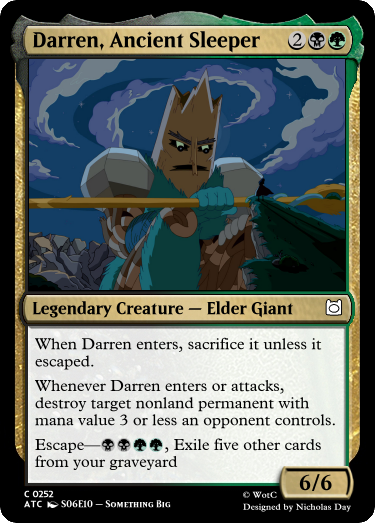 Darren, Ancient Sleeper 2
Legendary Creature — Elder Giant
When Darren enters, sacrifice it unless it
escaped.
Whenever Darren enters or attacks,
destroy target nonland permanent with
mana value 3 or less an opponent controls.
Escape—, Exile five other cards
from your graveyard
6/6
C 0252
ATC S06E10 — Something Big
© WotC
Designed by Nicholas Day